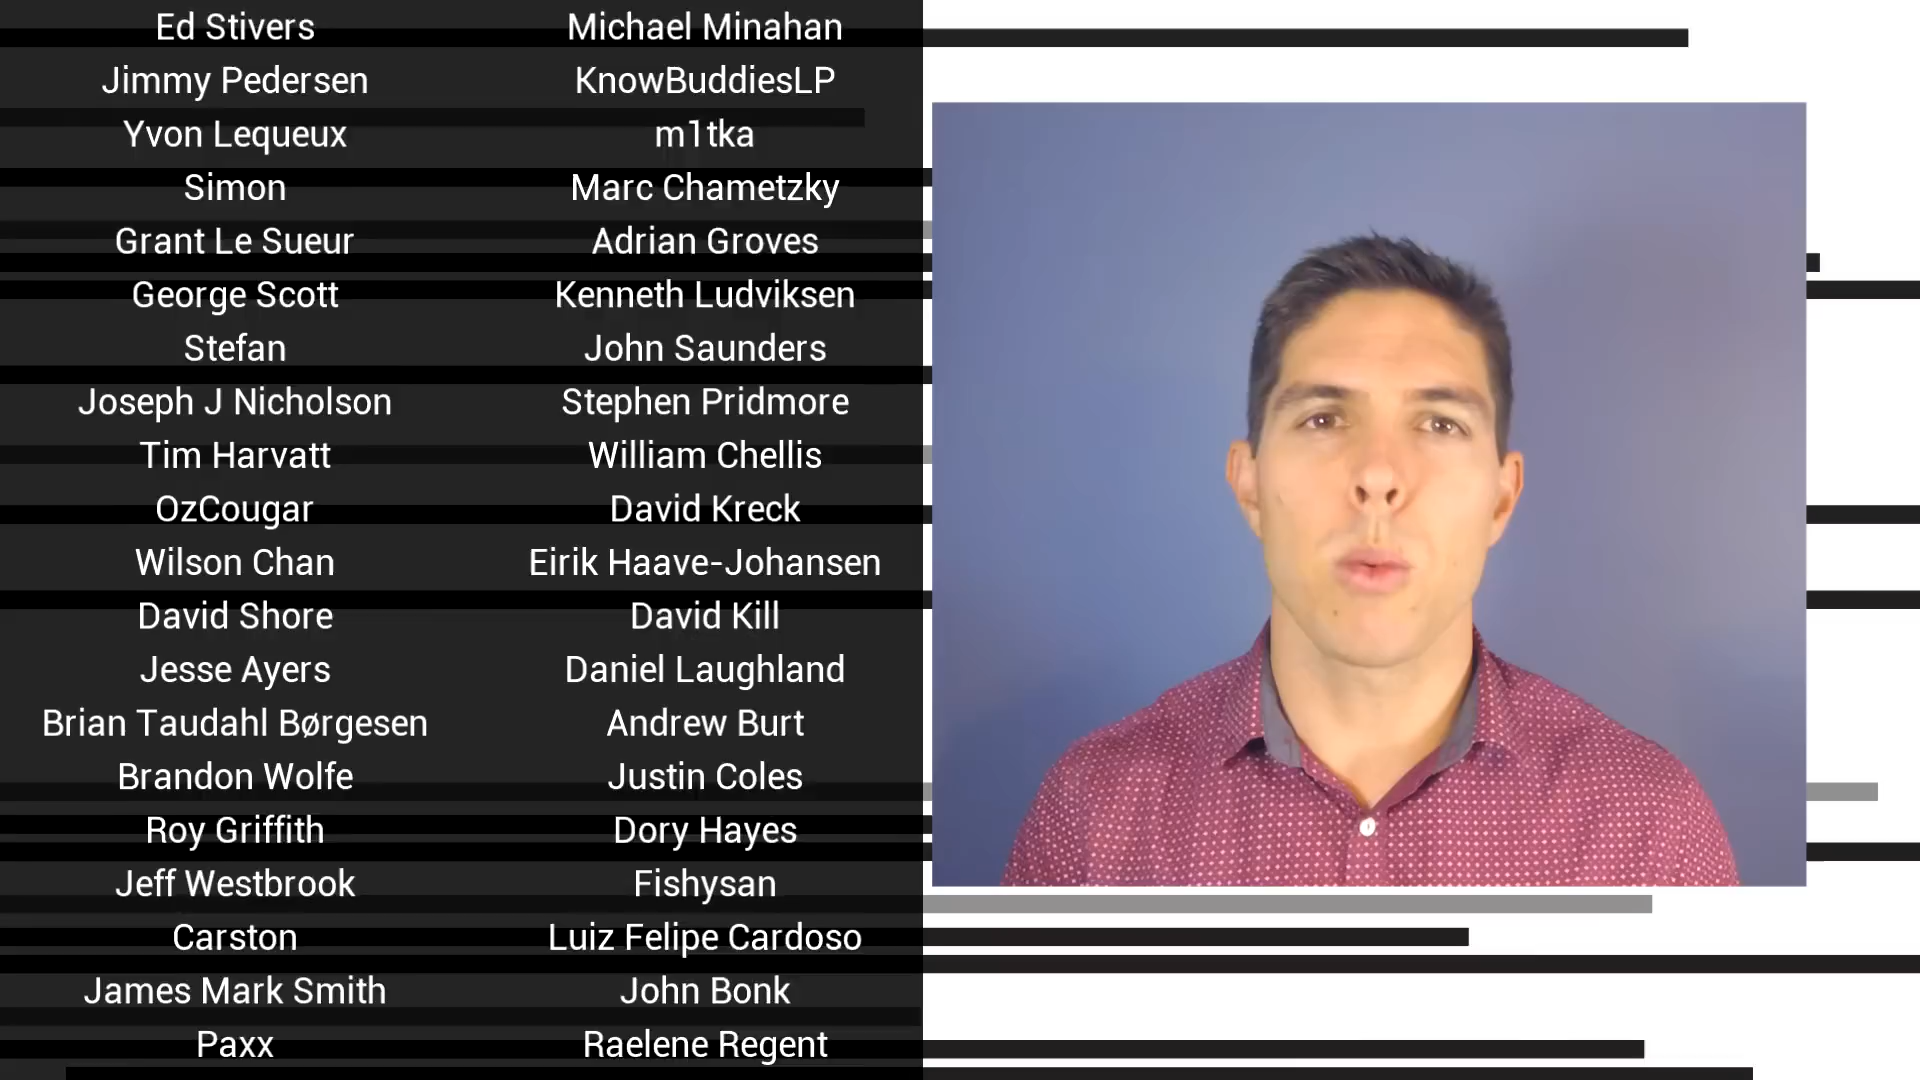 Ed Stivers
Jimmy Pedersen
Yvon Lequeux
Simon
Grant Le Sueur
George Scott
Stefan
Joseph J Nicholson
Tim Harvatt
OzCougar
Wilson Chan
David Shore
Jesse Ayers
Brian Taudahl Børgesen
Brandon Wolfe
Roy Griffith
Jeff Westbrook
Carston
James Mark Smith
Paxx
Michael Minahan
KnowBuddiesLP
m1tka
Marc Chametzky
Adrian Groves
Kenneth Ludviksen
John Saunders
Stephen Pridmore
William Chellis
David Kreck
Eirik Haave-Johansen
David Kill
Daniel Laughland
Andrew Burt
Justin Coles
Dory Hayes
Fishysan
Luiz Felipe Cardoso
John Bonk
Raelene Regent